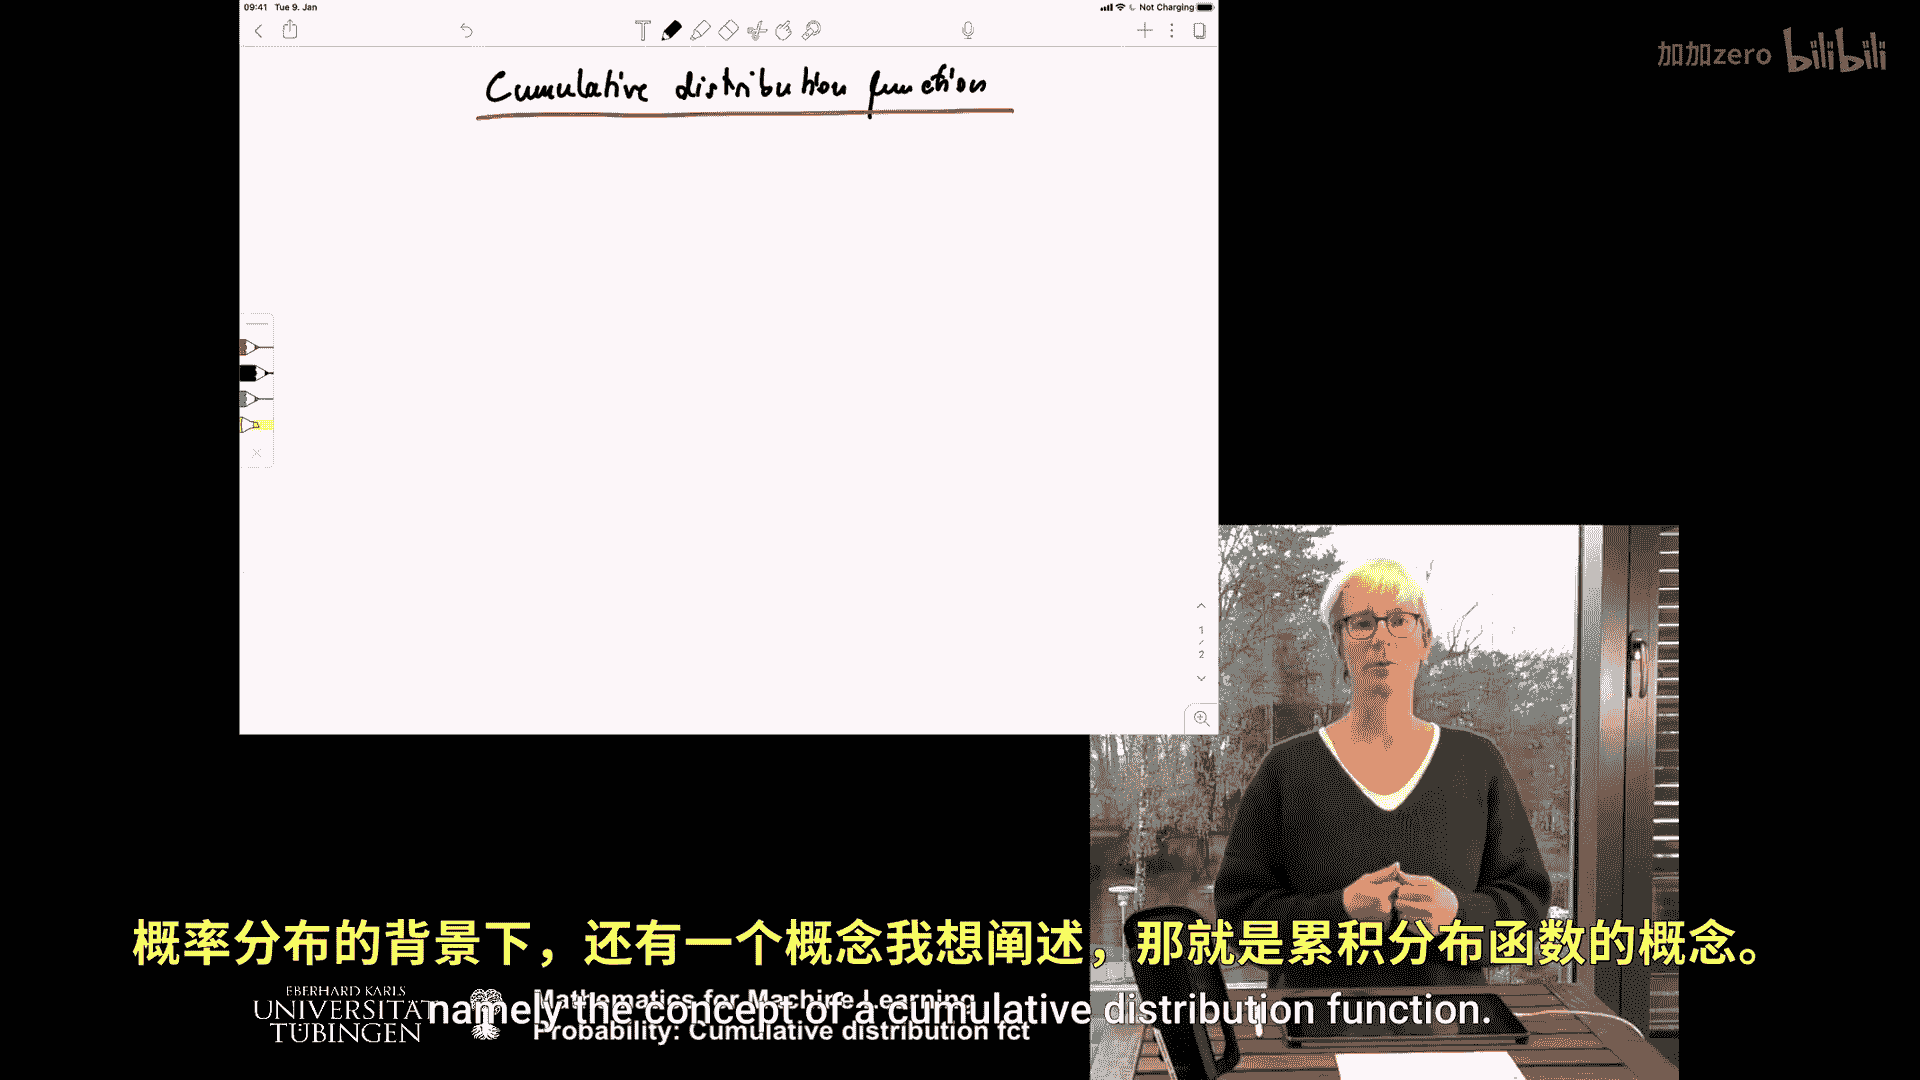 09:41 Tue 9. Jan
Not Charging
加加zero bilibili
Cumulative distribution function
1
2
概率分布的背景下，还有一个概念我想阐述，那就是累积分布函数的概念。
EBERHARD KARLS
UNIVERSITÄT
TÜBINGEN
Mathematics for Machine Learning
namely the concept of a cumulative distribution function.
Probability: Cumulative distribution fct